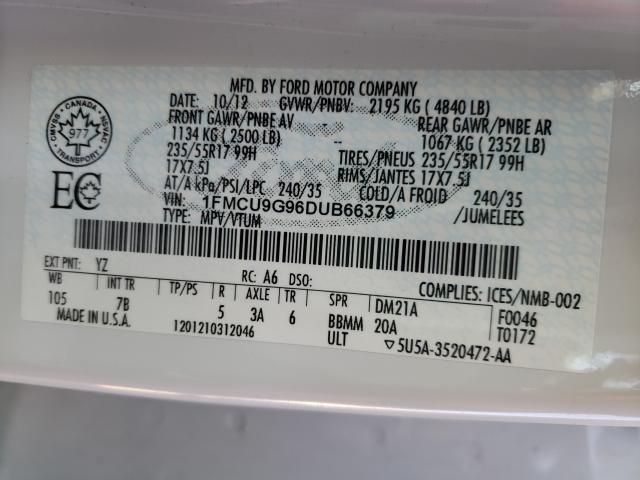 MFD. BY FORD MOTOR COMPANY
DATE: 10/12 GVWR/PNBV: 2195 KG ( 4840 LB)
FRONT GAWR/PNBE AV REAR GAWR/PNBE AR
1134 KG ( 2500 LB) 1067 KG ( 2352 LB)
235/55R17 99H TIRES/PNEUS 235/55R17 99H
17X7.5J RIMS/JANTES 17X7.5J
AT/A kPa/PSI/LPC 240/35 COLD/A FROID 240/35
VIN: 1FMCU9G96DUB66379 /JUMELEES
TYPE: MPV/VTUM
CANADA
CMVSS NSVAC
977
TRANSPORT
EC
EXT PNT: YZ RC: A6 DSO: COMPLIES: ICES/NMB-002
WB INT TR TP/PS R AXLE TR SPR DM21A F0046
105 7B 5 3A 6 BBMM 20A T0172
MADE IN U.S.A. 1201210312046 ULT ▽5U5A-3520472-AA